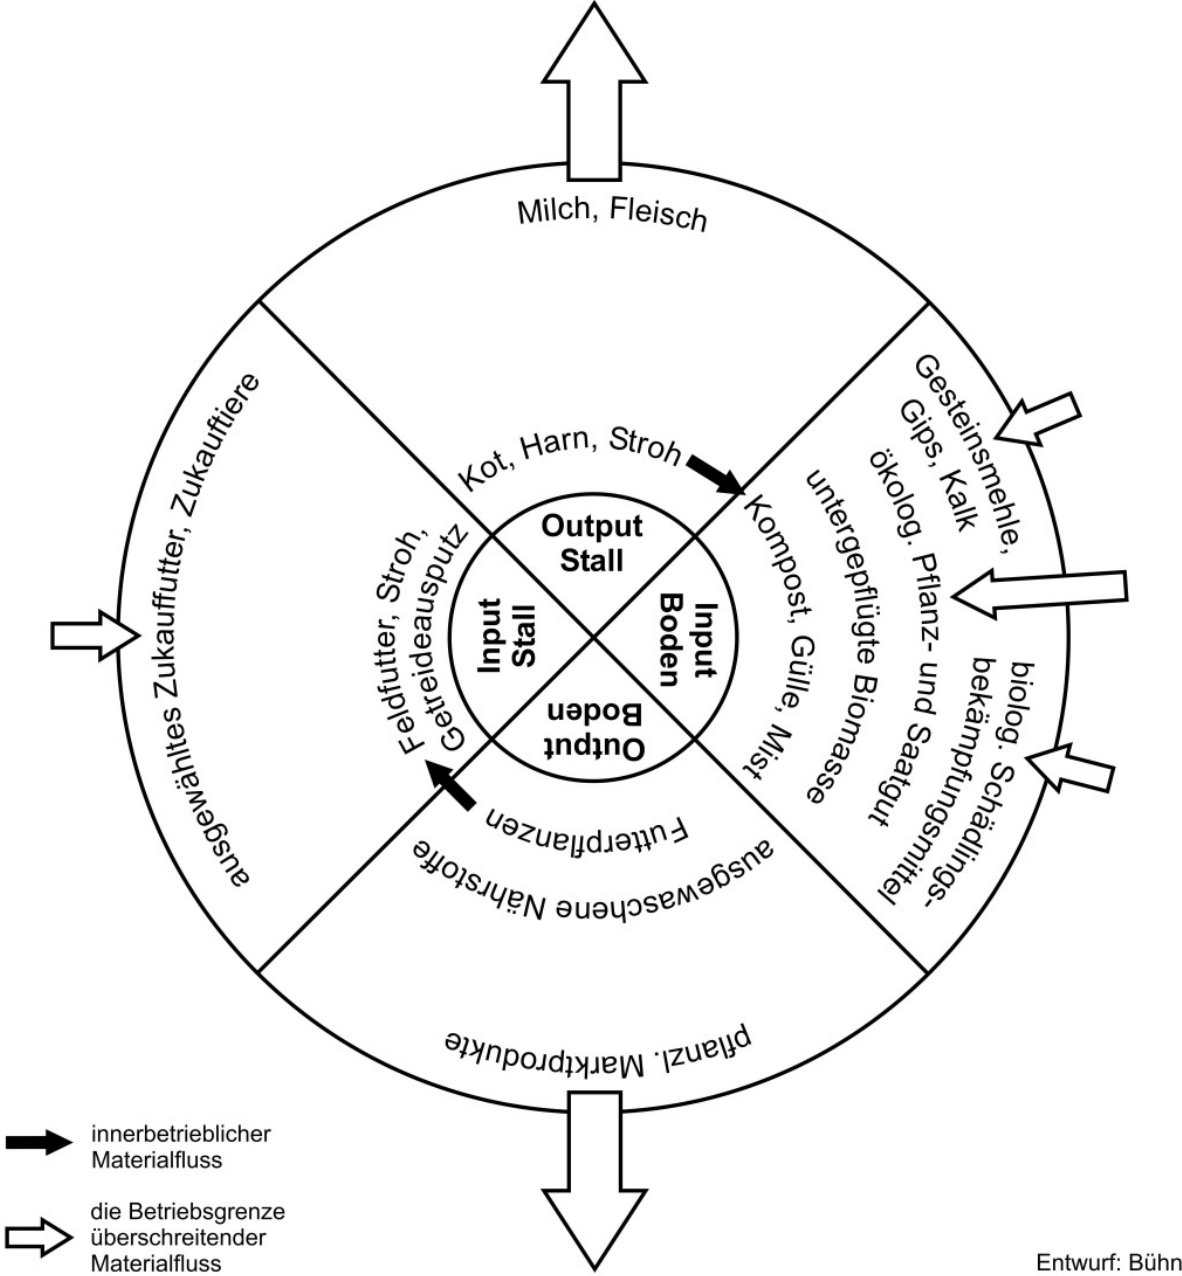 Milch, Fleisch
Kot, Harn, Stroh
Output
Stall
Gesteinsmehle,
Gips, Kalk
ökolog. Pflanz- und Saatgut
untergepflügte Biomasse
Kompost, Gülle, Mist
biolog. Schädlings-
bekämpfungsmittel
Input
Boden
Output
Boden
Futterpflanzen
ausgewaschene Nährstoffe
pflanzl. Marktprodukte
Input
Stall
Feldfutter, Stroh,
Getreideausputz
ausgewähltes Zukauffutter, Zukauftiere
innerbetrieblicher
Materialfluss
die Betriebsgrenze
überschreitender
Materialfluss
Entwurf: Bühn